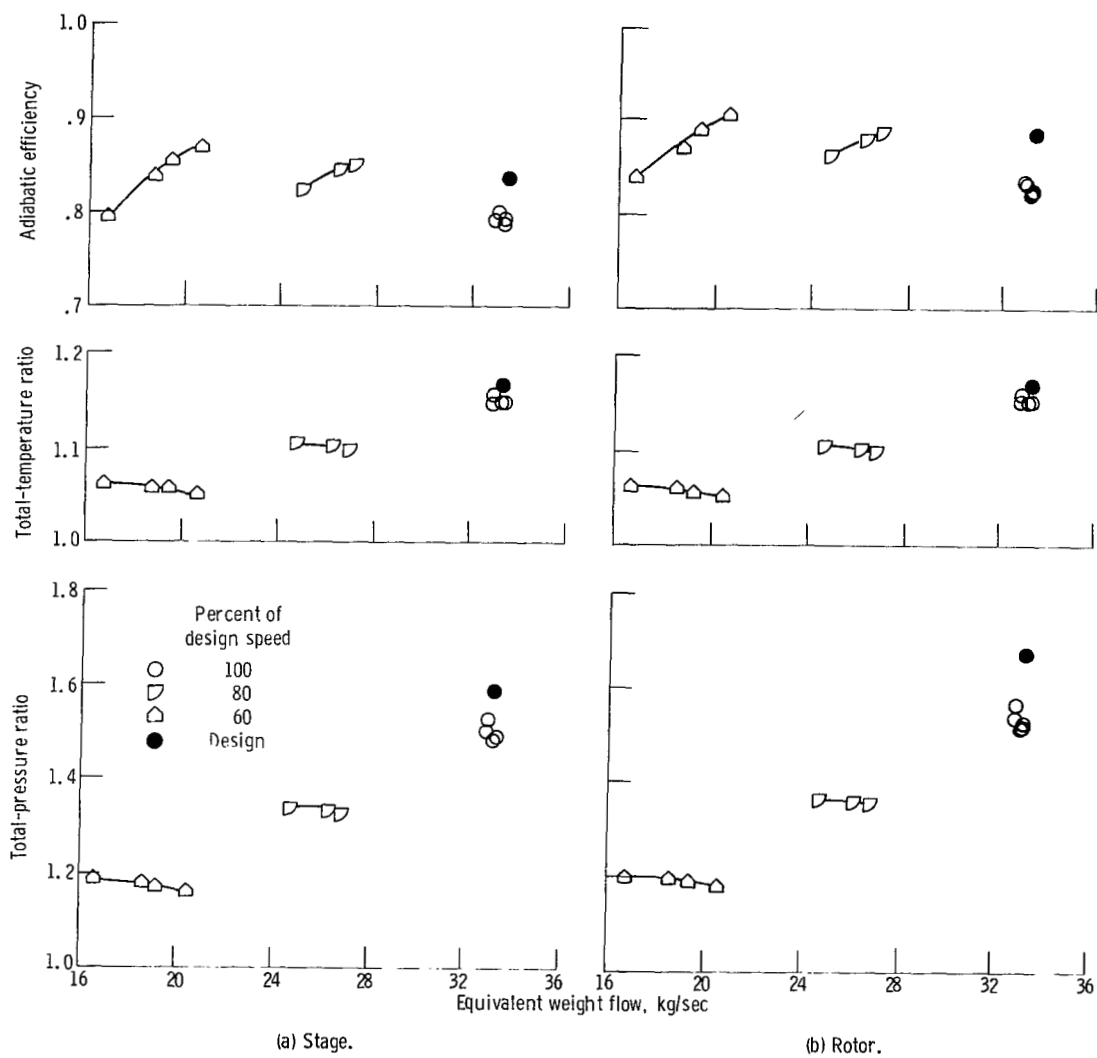 1.0
.9
.8
.7
Adiabatic efficiency
1.2
1.1
1.0
Total-temperature ratio
1.8
1.6
1.4
1.2
1.0
Total-pressure ratio
Percent of
design speed
100
80
60
Design
16 20 24 28 32 36
16 20 24 28 32 36
Equivalent weight flow, kg/sec
(a) Stage.
(b) Rotor.